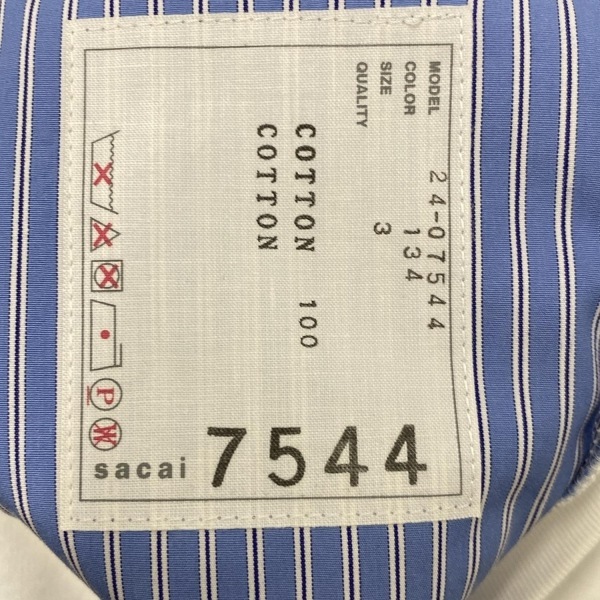 MODEL 24-07544
COLOR 134
SIZE 3
QUALITY
COTTON 100
COTTON
P
W
sacai 7544